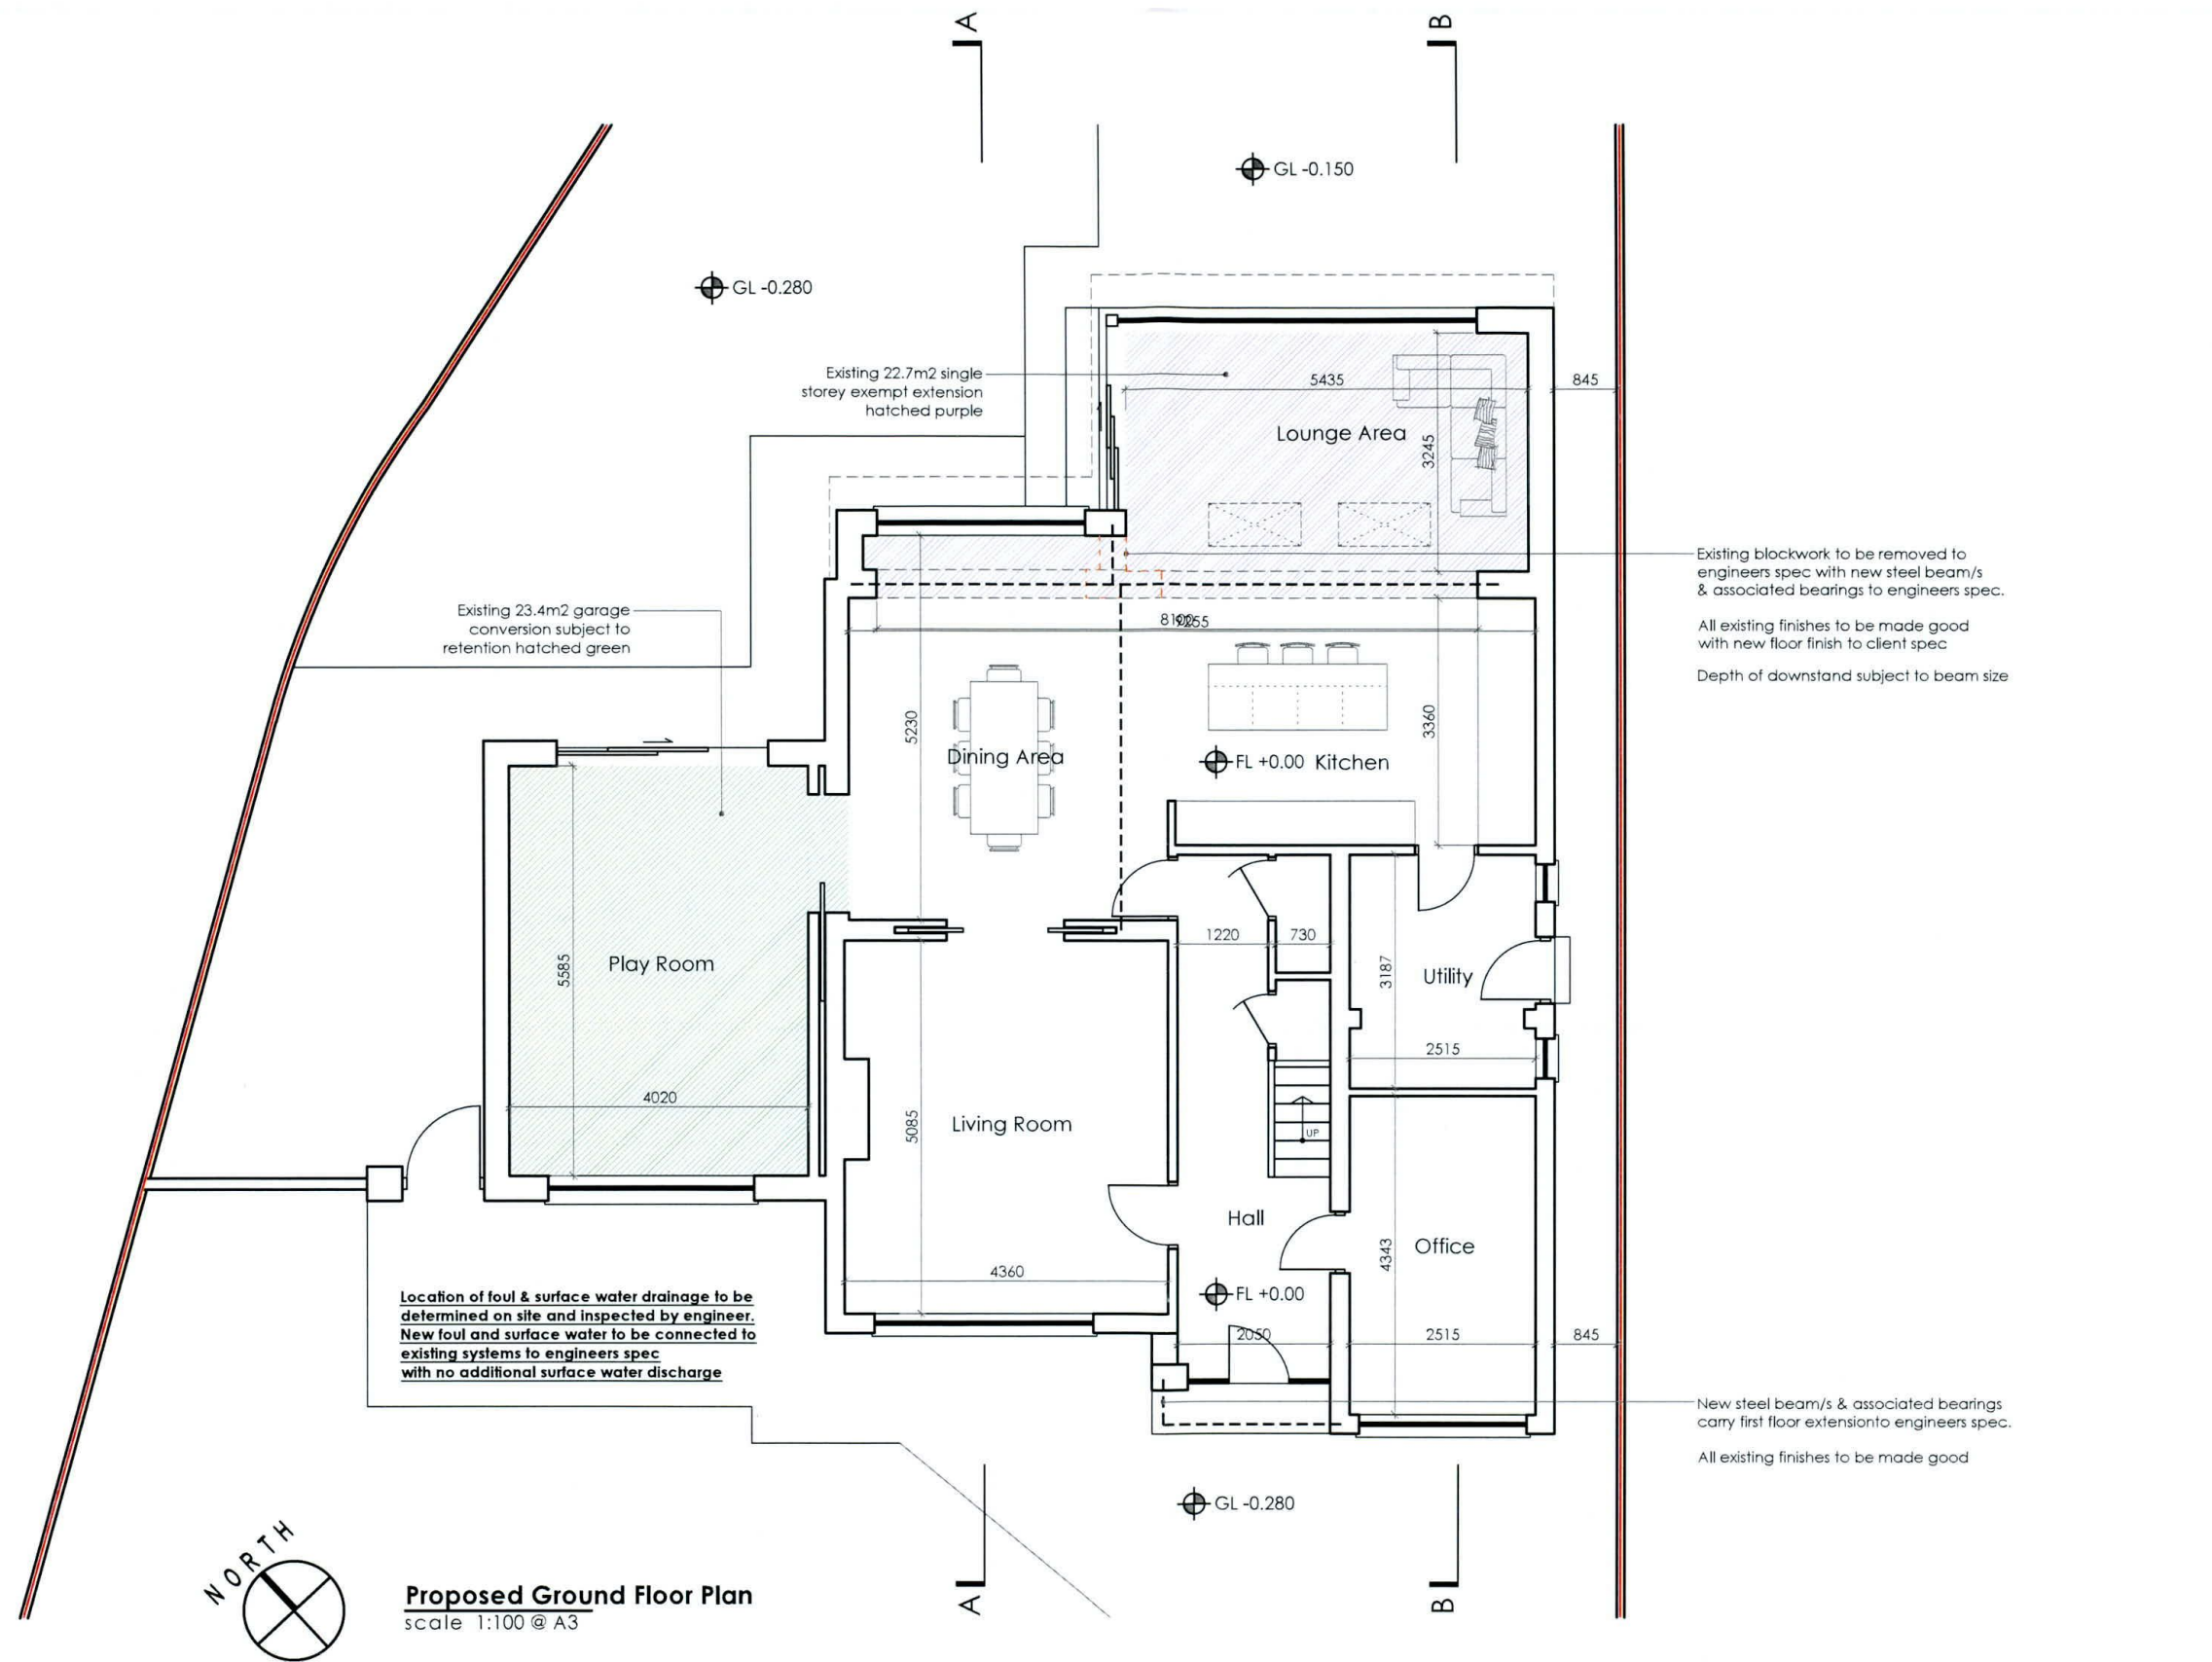 A
B
GL -0.150
GL -0.280
Existing 22.7m2 single
storey exempt extension
hatched purple
5435
845
Lounge Area
3245
Existing blockwork to be removed to
engineers spec with new steel beam/s
& associated bearings to engineers spec.
All existing finishes to be made good
with new floor finish to client spec
Depth of downstand subject to beam size
Existing 23.4m2 garage
conversion subject to
retention hatched green
5230
3360
Dining Area
FL +0.00 Kitchen
1220
730
5585
Play Room
3187
Utility
2515
4020
5085
Living Room
UP
Hall
4343
Office
4360
FL +0.00
2050
2515
845
Location of foul & surface water drainage to be
determined on site and inspected by engineer.
New foul and surface water to be connected to
existing systems to engineers spec
with no additional surface water discharge
New steel beam/s & associated bearings
carry first floor extensionto engineers spec.
All existing finishes to be made good
GL -0.280
NORTH
Proposed Ground Floor Plan
scale 1:100 @ A3
A
B